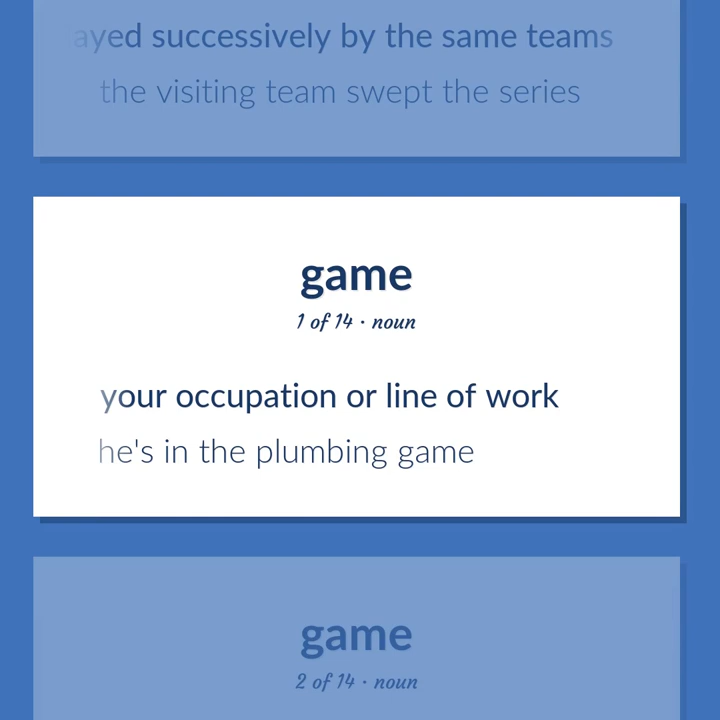 ayed successively by the same teams
the visiting team swept the series
game
1 of 14 · noun
your occupation or line of work
he's in the plumbing game
game
2 of 14 · noun